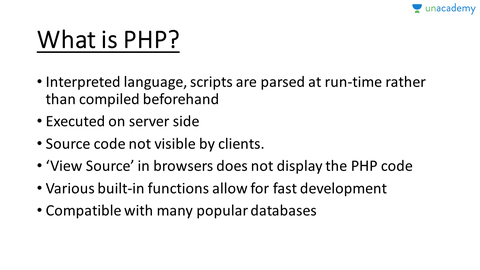 unacademy
What is PHP?
• Interpreted language, scripts are parsed at run-time rather
than compiled beforehand
• Executed on server side
• Source code not visible by clients.
• ‘View Source’ in browsers does not display the PHP code
• Various built-in functions allow for fast development
• Compatible with many popular databases